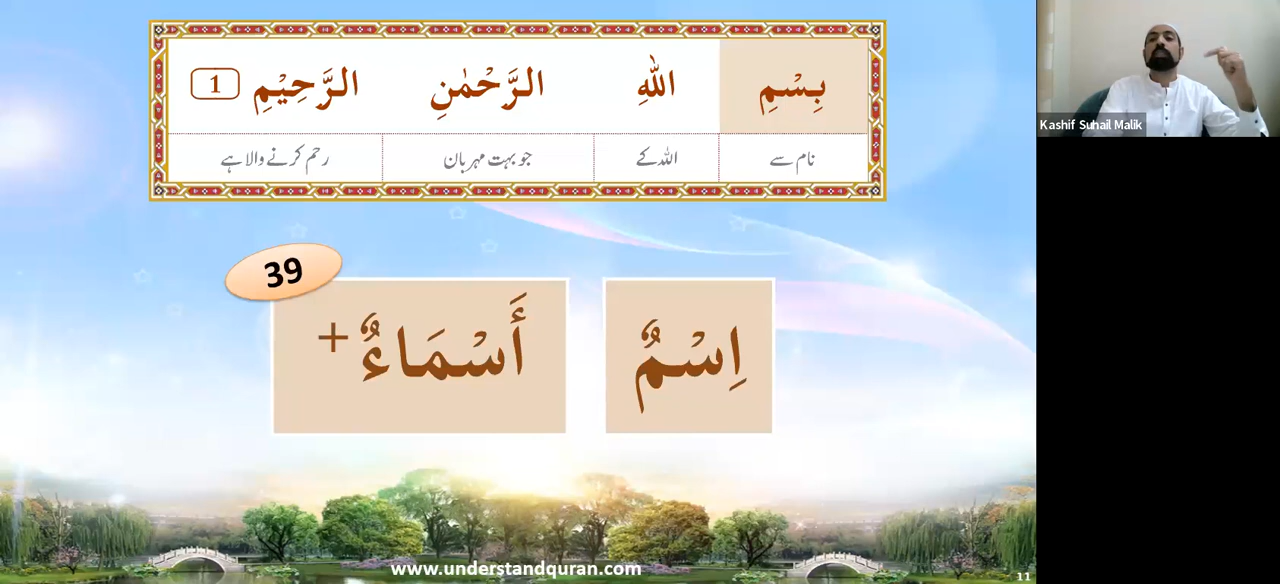 بِسْمِ اللّٰهِ الرَّحْمٰنِ الرَّحِيْمِ 1
نام سے اللہ کے جو بہت مہربان رحم کرنے والا ہے
Kashif Suhail Malik
39
اِسْمٌ أَسْمَاءٌ +
www.understandquran.com
11